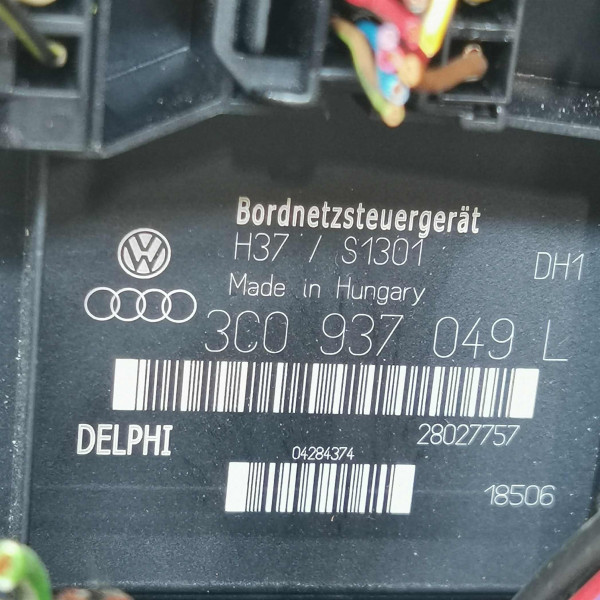 Bordnetzsteuergerät
H37 / S1301
DH1
Made in Hungary
3C0 937 049 L
DELPHI
28027757
04284374
18506